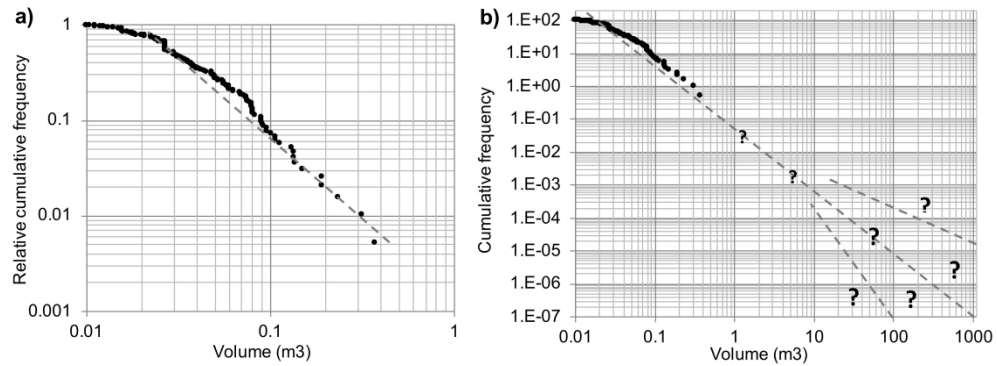 a)
Relative cumulative frequency
1
0.1
0.01
0.001
0.01
0.1
1
Volume (m3)
b)
Cumulative frequency
1.E+02
1.E+01
1.E+00
1.E-01
1.E-02
1.E-03
1.E-04
1.E-05
1.E-06
1.E-07
?
?
?
?
?
?
?
0.01
0.1
1
10
100
1000
Volume (m3)